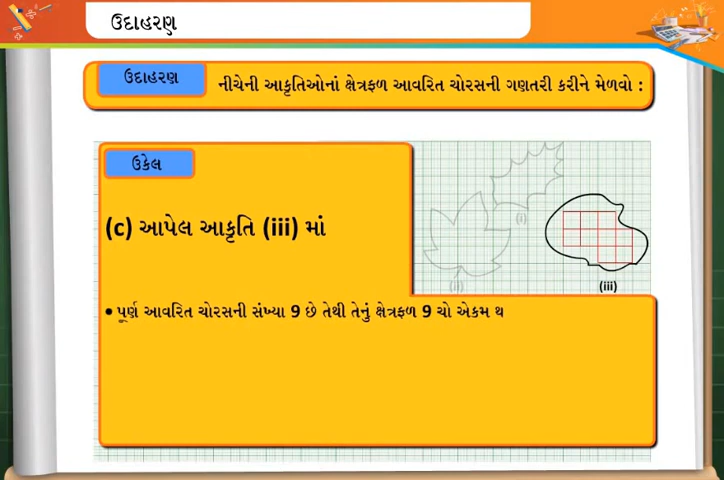 ઉદાહરણ
ઉદાહરણ
નીચેની આકૃતિઓનાં ક્ષેત્રફળ આવરિત ચોરસની ગણતરી કરીને મેળવો :
ઉકેલ
(c) આપેલ આકૃતિ (iii) માં
(i)
(ii)
(iii)
• પૂર્ણ આવરિત ચોરસની સંખ્યા 9 છે તેથી તેનું ક્ષેત્રફળ 9 ચો એકમ થ